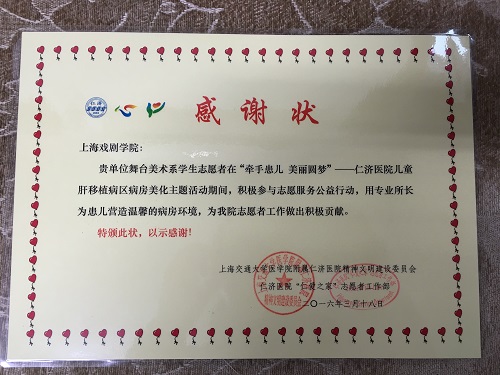 感谢状
仁济
上海戏剧学院：
贵单位舞台美术系学生志愿者在“牵手患儿 美丽圆梦”——仁济医院儿童
肝移植病区病房美化主题活动期间，积极参与志愿服务公益行动，用专业所长
为患儿营造温馨的病房环境，为我院志愿者工作做出积极贡献。
特颁此状，以示感谢！
上海交通大学医学院附属仁济医院精神文明建设委员会
仁济医院“仁健之家”志愿者工作部
二〇一六年三月十八日